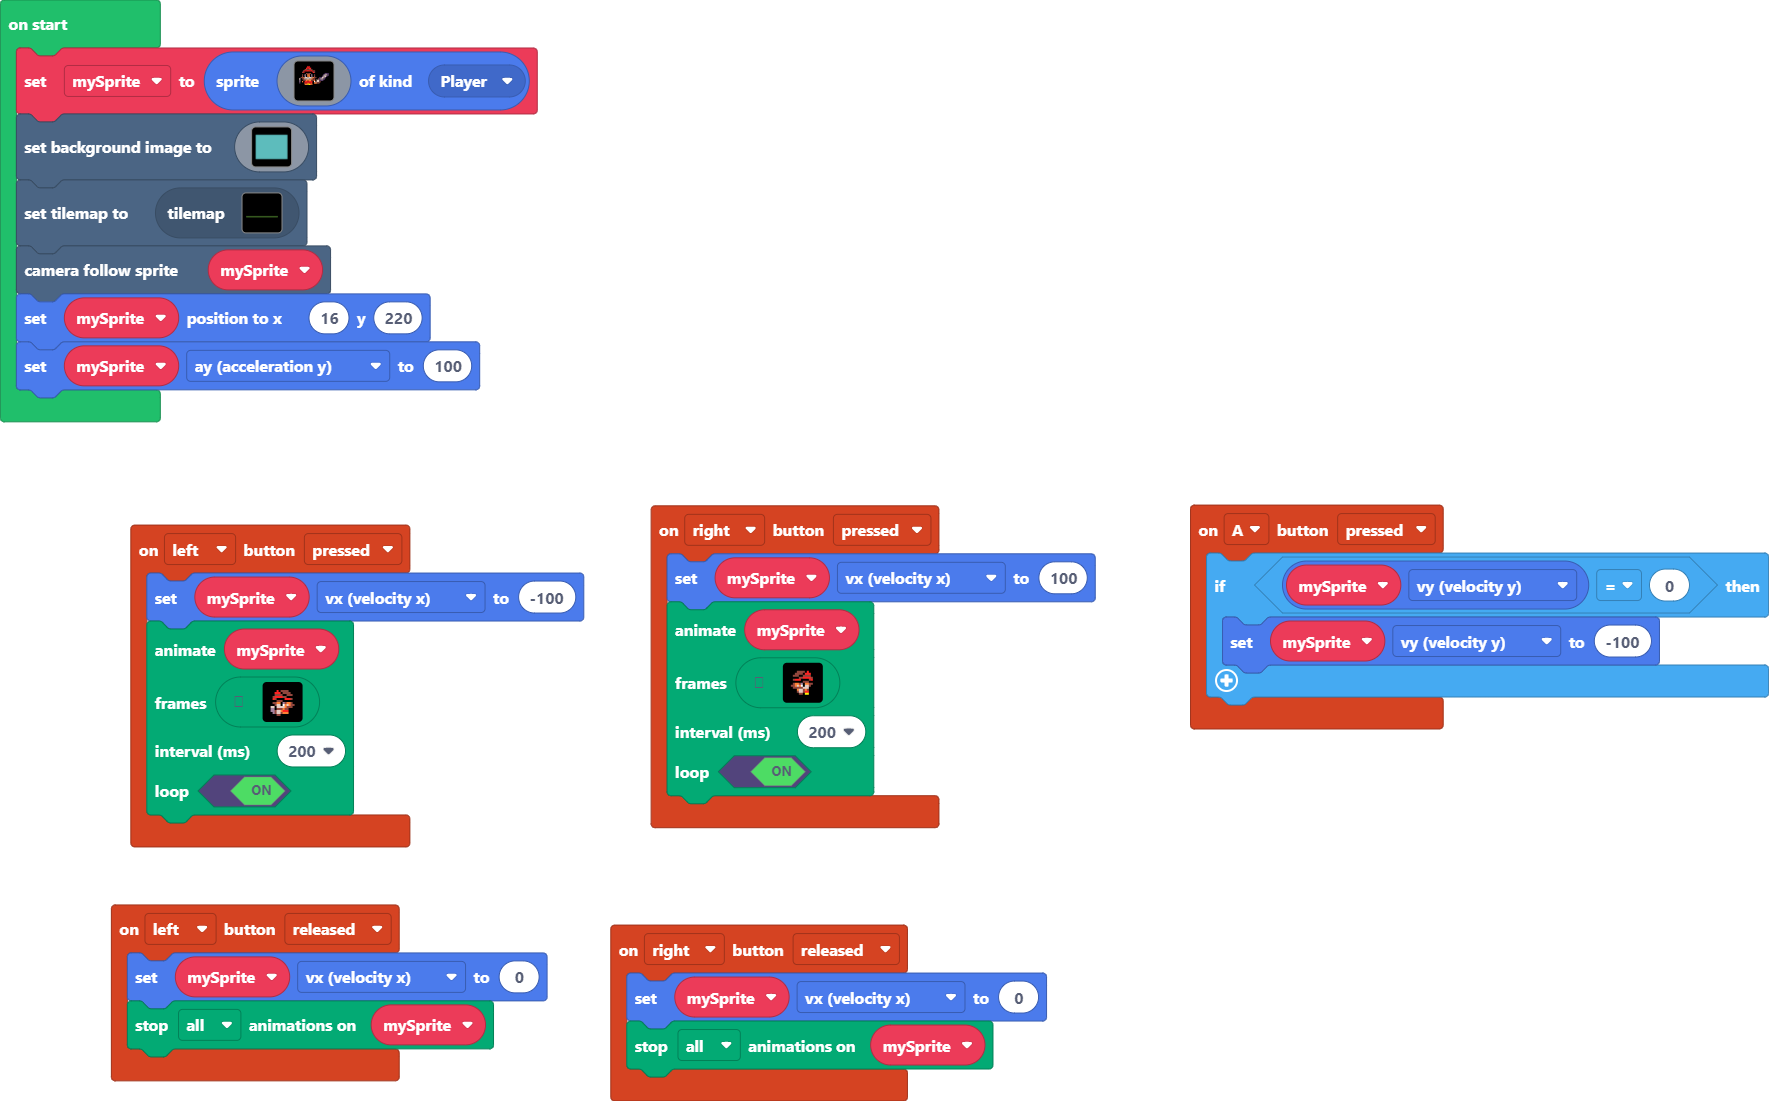 on start
set mySprite to sprite of kind Player
set background image to
set tilemap to tilemap
camera follow sprite mySprite
set mySprite position to x 16 y 220
set mySprite ay (acceleration y) to 100
on left button pressed
set mySprite vx (velocity x) to -100
animate mySprite
frames
interval (ms) 200
loop ON
on right button pressed
set mySprite vx (velocity x) to 100
animate mySprite
frames
interval (ms) 200
loop ON
on A button pressed
if mySprite vy (velocity y) = 0 then
set mySprite vy (velocity y) to -100
on left button released
set mySprite vx (velocity x) to 0
stop all animations on mySprite
on right button released
set mySprite vx (velocity x) to 0
stop all animations on mySprite